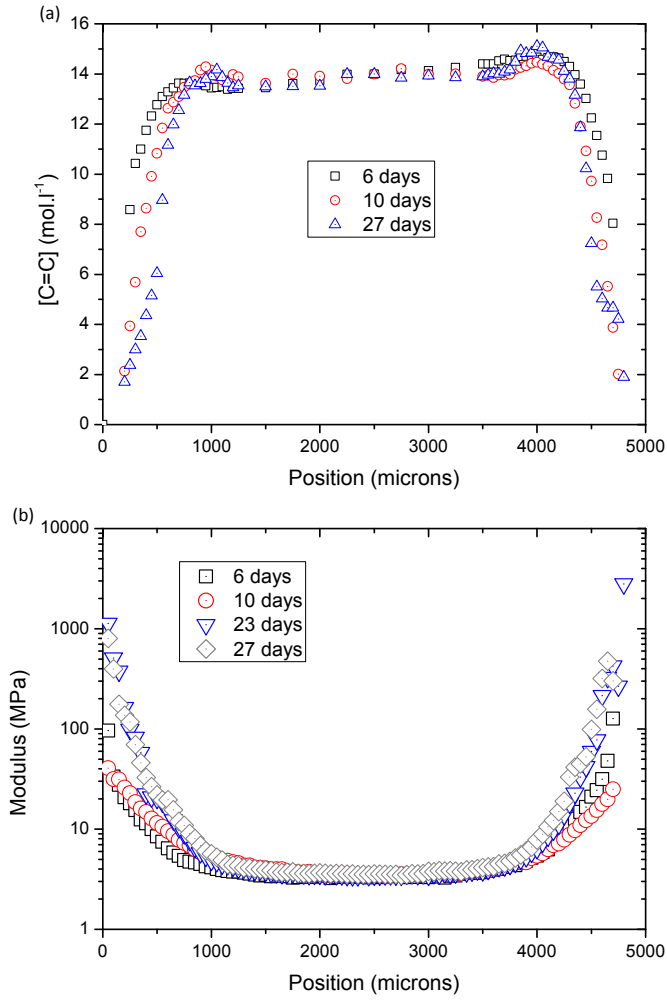 (a)
16
14
12
10
8
6
4
2
0
[C=C] (mol.l⁻¹)
6 days
10 days
27 days
0 1000 2000 3000 4000 5000
Position (microns)
(b)
10000
1000
100
10
1
Modulus (MPa)
6 days
10 days
23 days
27 days
0 1000 2000 3000 4000 5000
Position (microns)